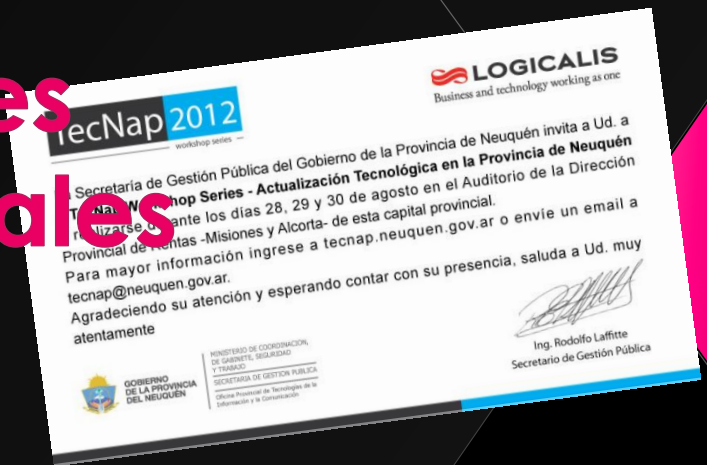 es
ales
TecNap 2012
workshop series
LOGICALIS
Business and technology working as one
Secretaría de Gestión Pública del Gobierno de la Provincia de Neuquén invita a Ud. a
TecNap Workshop Series - Actualización Tecnológica en la Provincia de Neuquén
realizarse durante los días 28, 29 y 30 de agosto en el Auditorio de la Dirección
Provincial de Rentas -Misiones y Alcorta- de esta capital provincial.
Para mayor información ingrese a tecnap.neuquen.gov.ar o envíe un email a
tecnap@neuquen.gov.ar.
Agradeciendo su atención y esperando contar con su presencia, saluda a Ud. muy
atentamente
Ing. Rodolfo Laffitte
Secretario de Gestión Pública
GOBIERNO
DE LA PROVINCIA
DEL NEUQUÉN
MINISTERIO DE COORDINACIÓN,
DE GABINETE, SEGURIDAD
Y TRABAJO
SECRETARIA DE GESTION PUBLICA
Oficina Provincial de Tecnologías de la
Información y la Comunicación